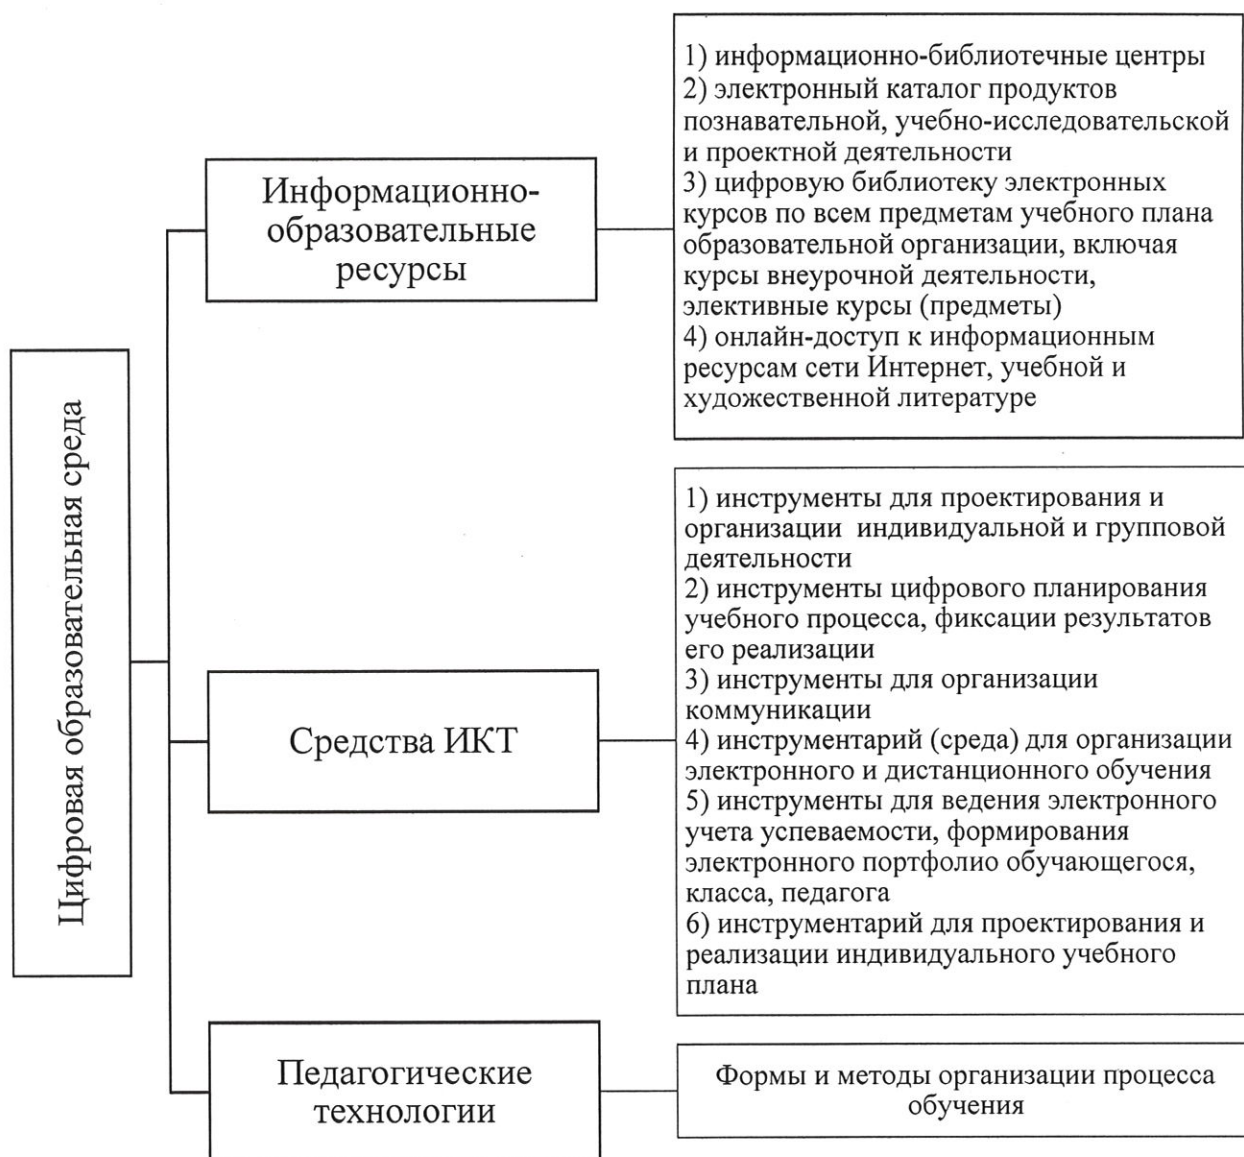 Цифровая образовательная среда
Информационно-
образовательные
ресурсы
1) информационно-библиотечные центры
2) электронный каталог продуктов
познавательной, учебно-исследовательской
и проектной деятельности
3) цифровую библиотеку электронных
курсов по всем предметам учебного плана
образовательной организации, включая
курсы внеурочной деятельности,
элективные курсы (предметы)
4) онлайн-доступ к информационным
ресурсам сети Интернет, учебной и
художественной литературе
Средства ИКТ
1) инструменты для проектирования и
организации индивидуальной и групповой
деятельности
2) инструменты цифрового планирования
учебного процесса, фиксации результатов
его реализации
3) инструменты для организации
коммуникации
4) инструментарий (среда) для организации
электронного и дистанционного обучения
5) инструменты для ведения электронного
учета успеваемости, формирования
электронного портфолио обучающегося,
класса, педагога
6) инструментарий для проектирования и
реализации индивидуального учебного
плана
Педагогические
технологии
Формы и методы организации процесса
обучения